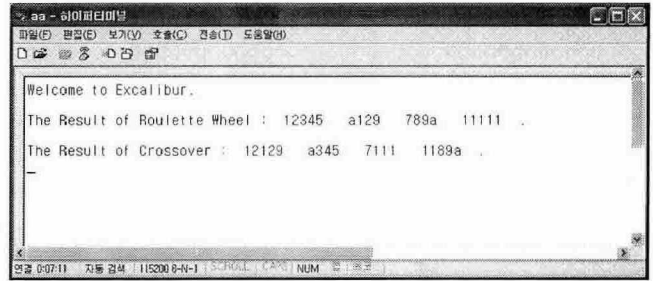 aa - 하이퍼터미널
파일(F) 편집(E) 보기(V) 호출(C) 전송(T) 도움말(H)
Welcome to Excalibur.
The Result of Roulette Wheel : 12345 a129 789a 11111 .
The Result of Crossover : 12129 a345 7111 1189a .
연결 0:07:11 자동 검색 115200 8-N-1 SCROLL CAPS NUM